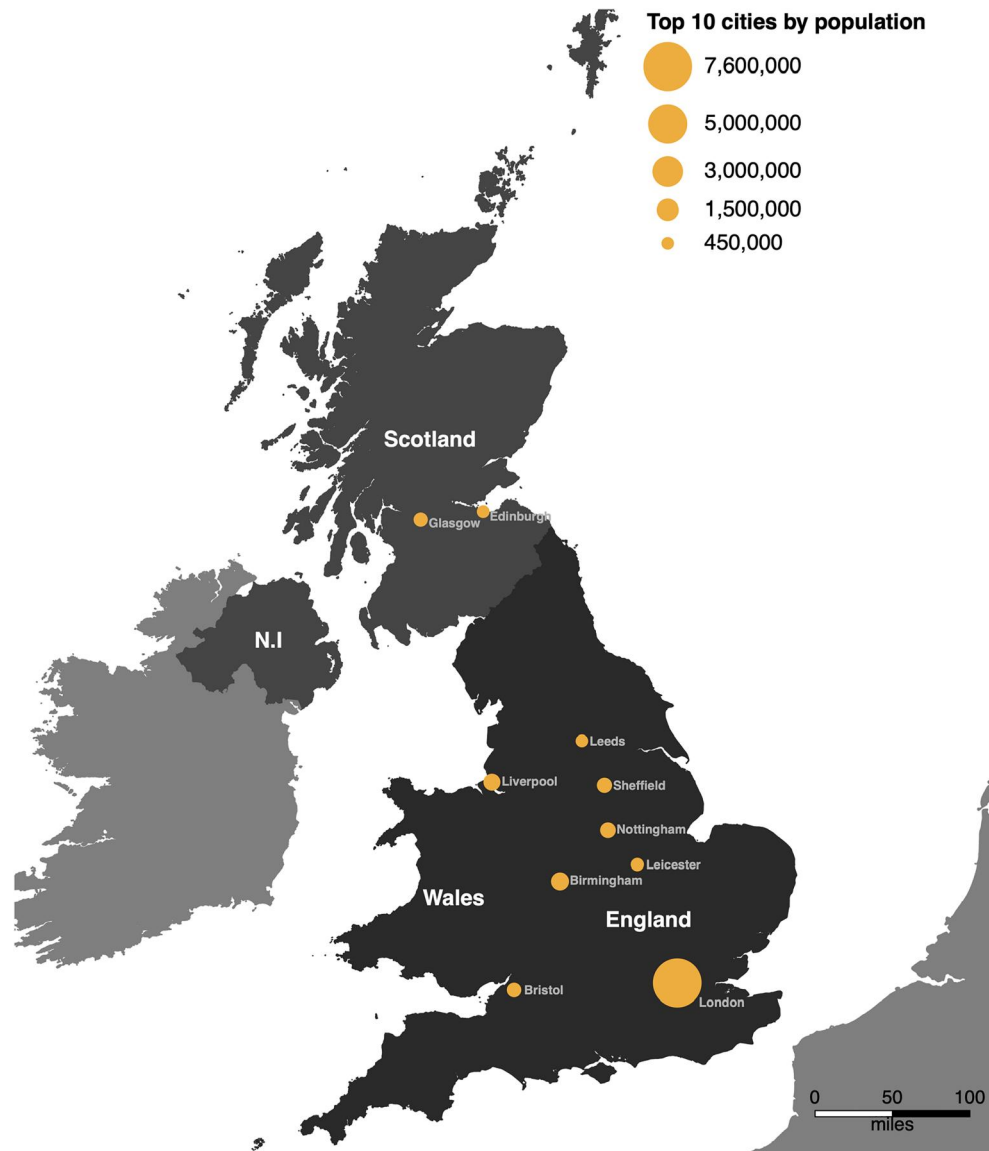 Top 10 cities by population
7,600,000
5,000,000
3,000,000
1,500,000
450,000
Scotland
Glasgow
Edinburgh
N.I
Leeds
Liverpool
Sheffield
Nottingham
Leicester
Birmingham
Wales
England
Bristol
London
0 50 100
miles